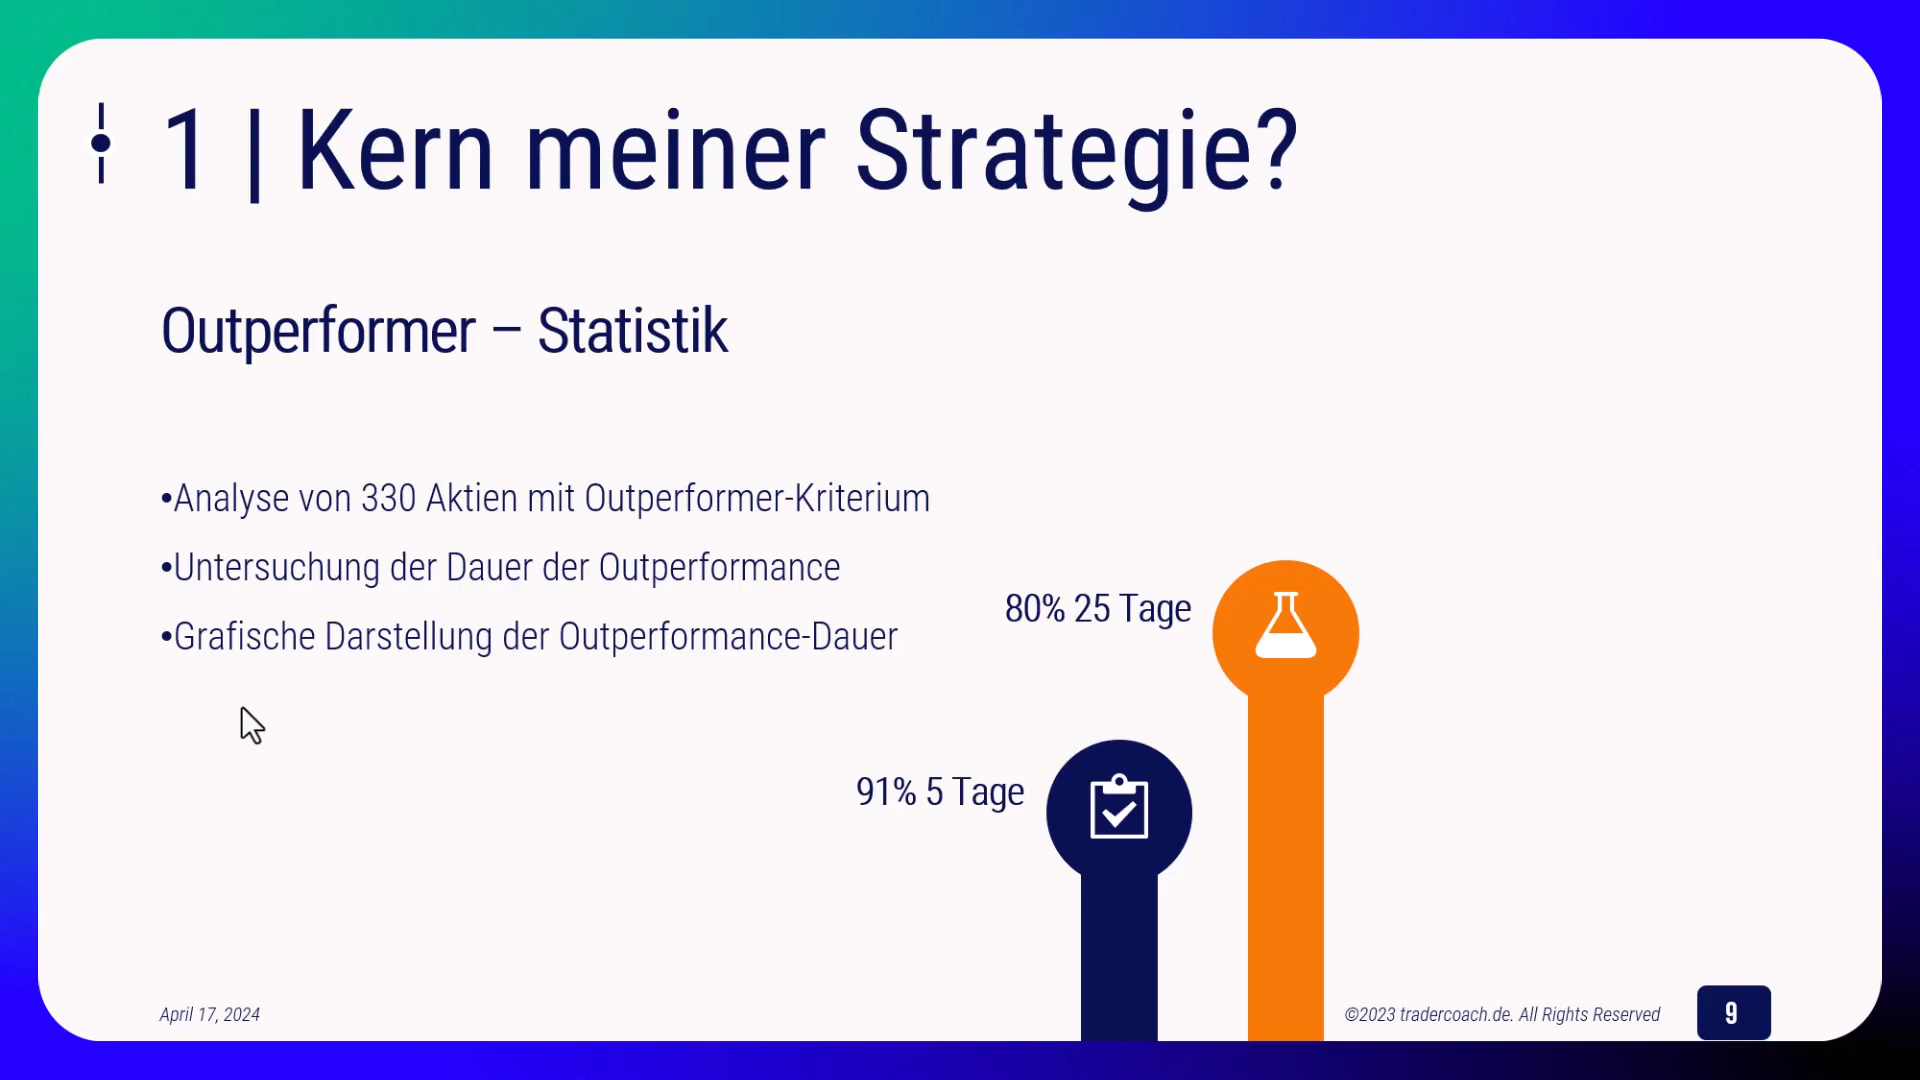 1 | Kern meiner Strategie?
Outperformer – Statistik
•Analyse von 330 Aktien mit Outperformer-Kriterium
•Untersuchung der Dauer der Outperformance
•Grafische Darstellung der Outperformance-Dauer
80% 25 Tage
91% 5 Tage
April 17, 2024
©2023 tradercoach.de. All Rights Reserved
9